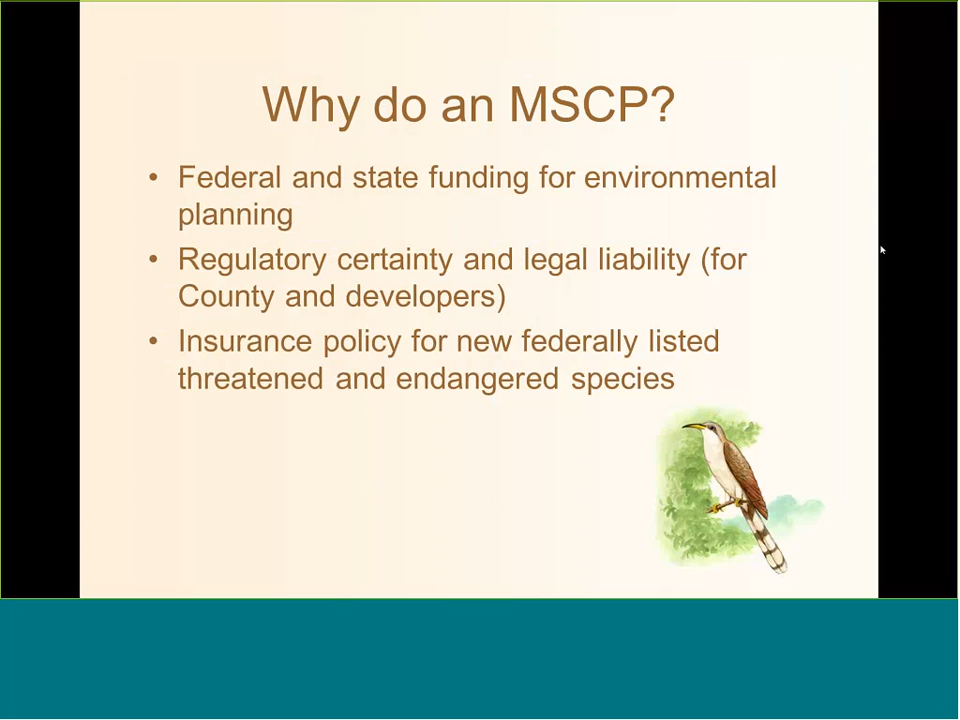 Why do an MSCP?
• Federal and state funding for environmental
planning
• Regulatory certainty and legal liability (for
County and developers)
• Insurance policy for new federally listed
threatened and endangered species